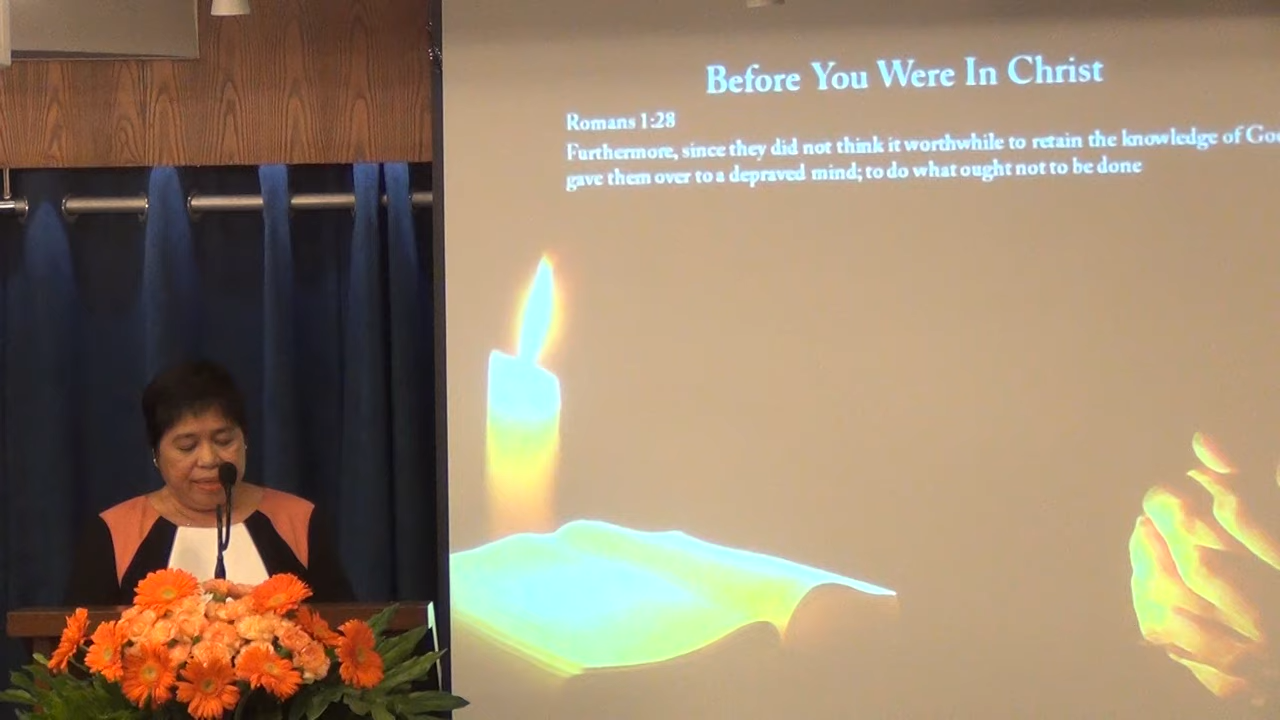 Before You Were In Christ
Romans 1:28
Furthermore, since they did not think it worthwhile to retain the knowledge of
gave them over to a depraved mind; to do what ought not to be done